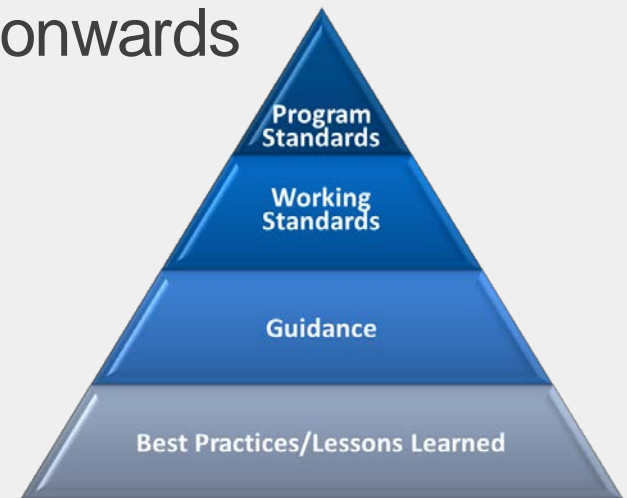 onwards
Program
Standards
Working
Standards
Guidance
Best Practices/Lessons Learned